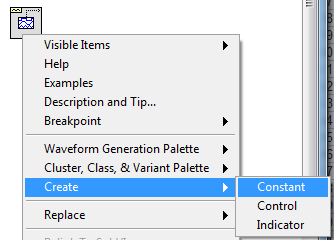 Visible Items
Help
Examples
Description and Tip...
Breakpoint
Waveform Generation Palette
Cluster, Class, & Variant Palette
Create
Constant
Control
Replace
Indicator